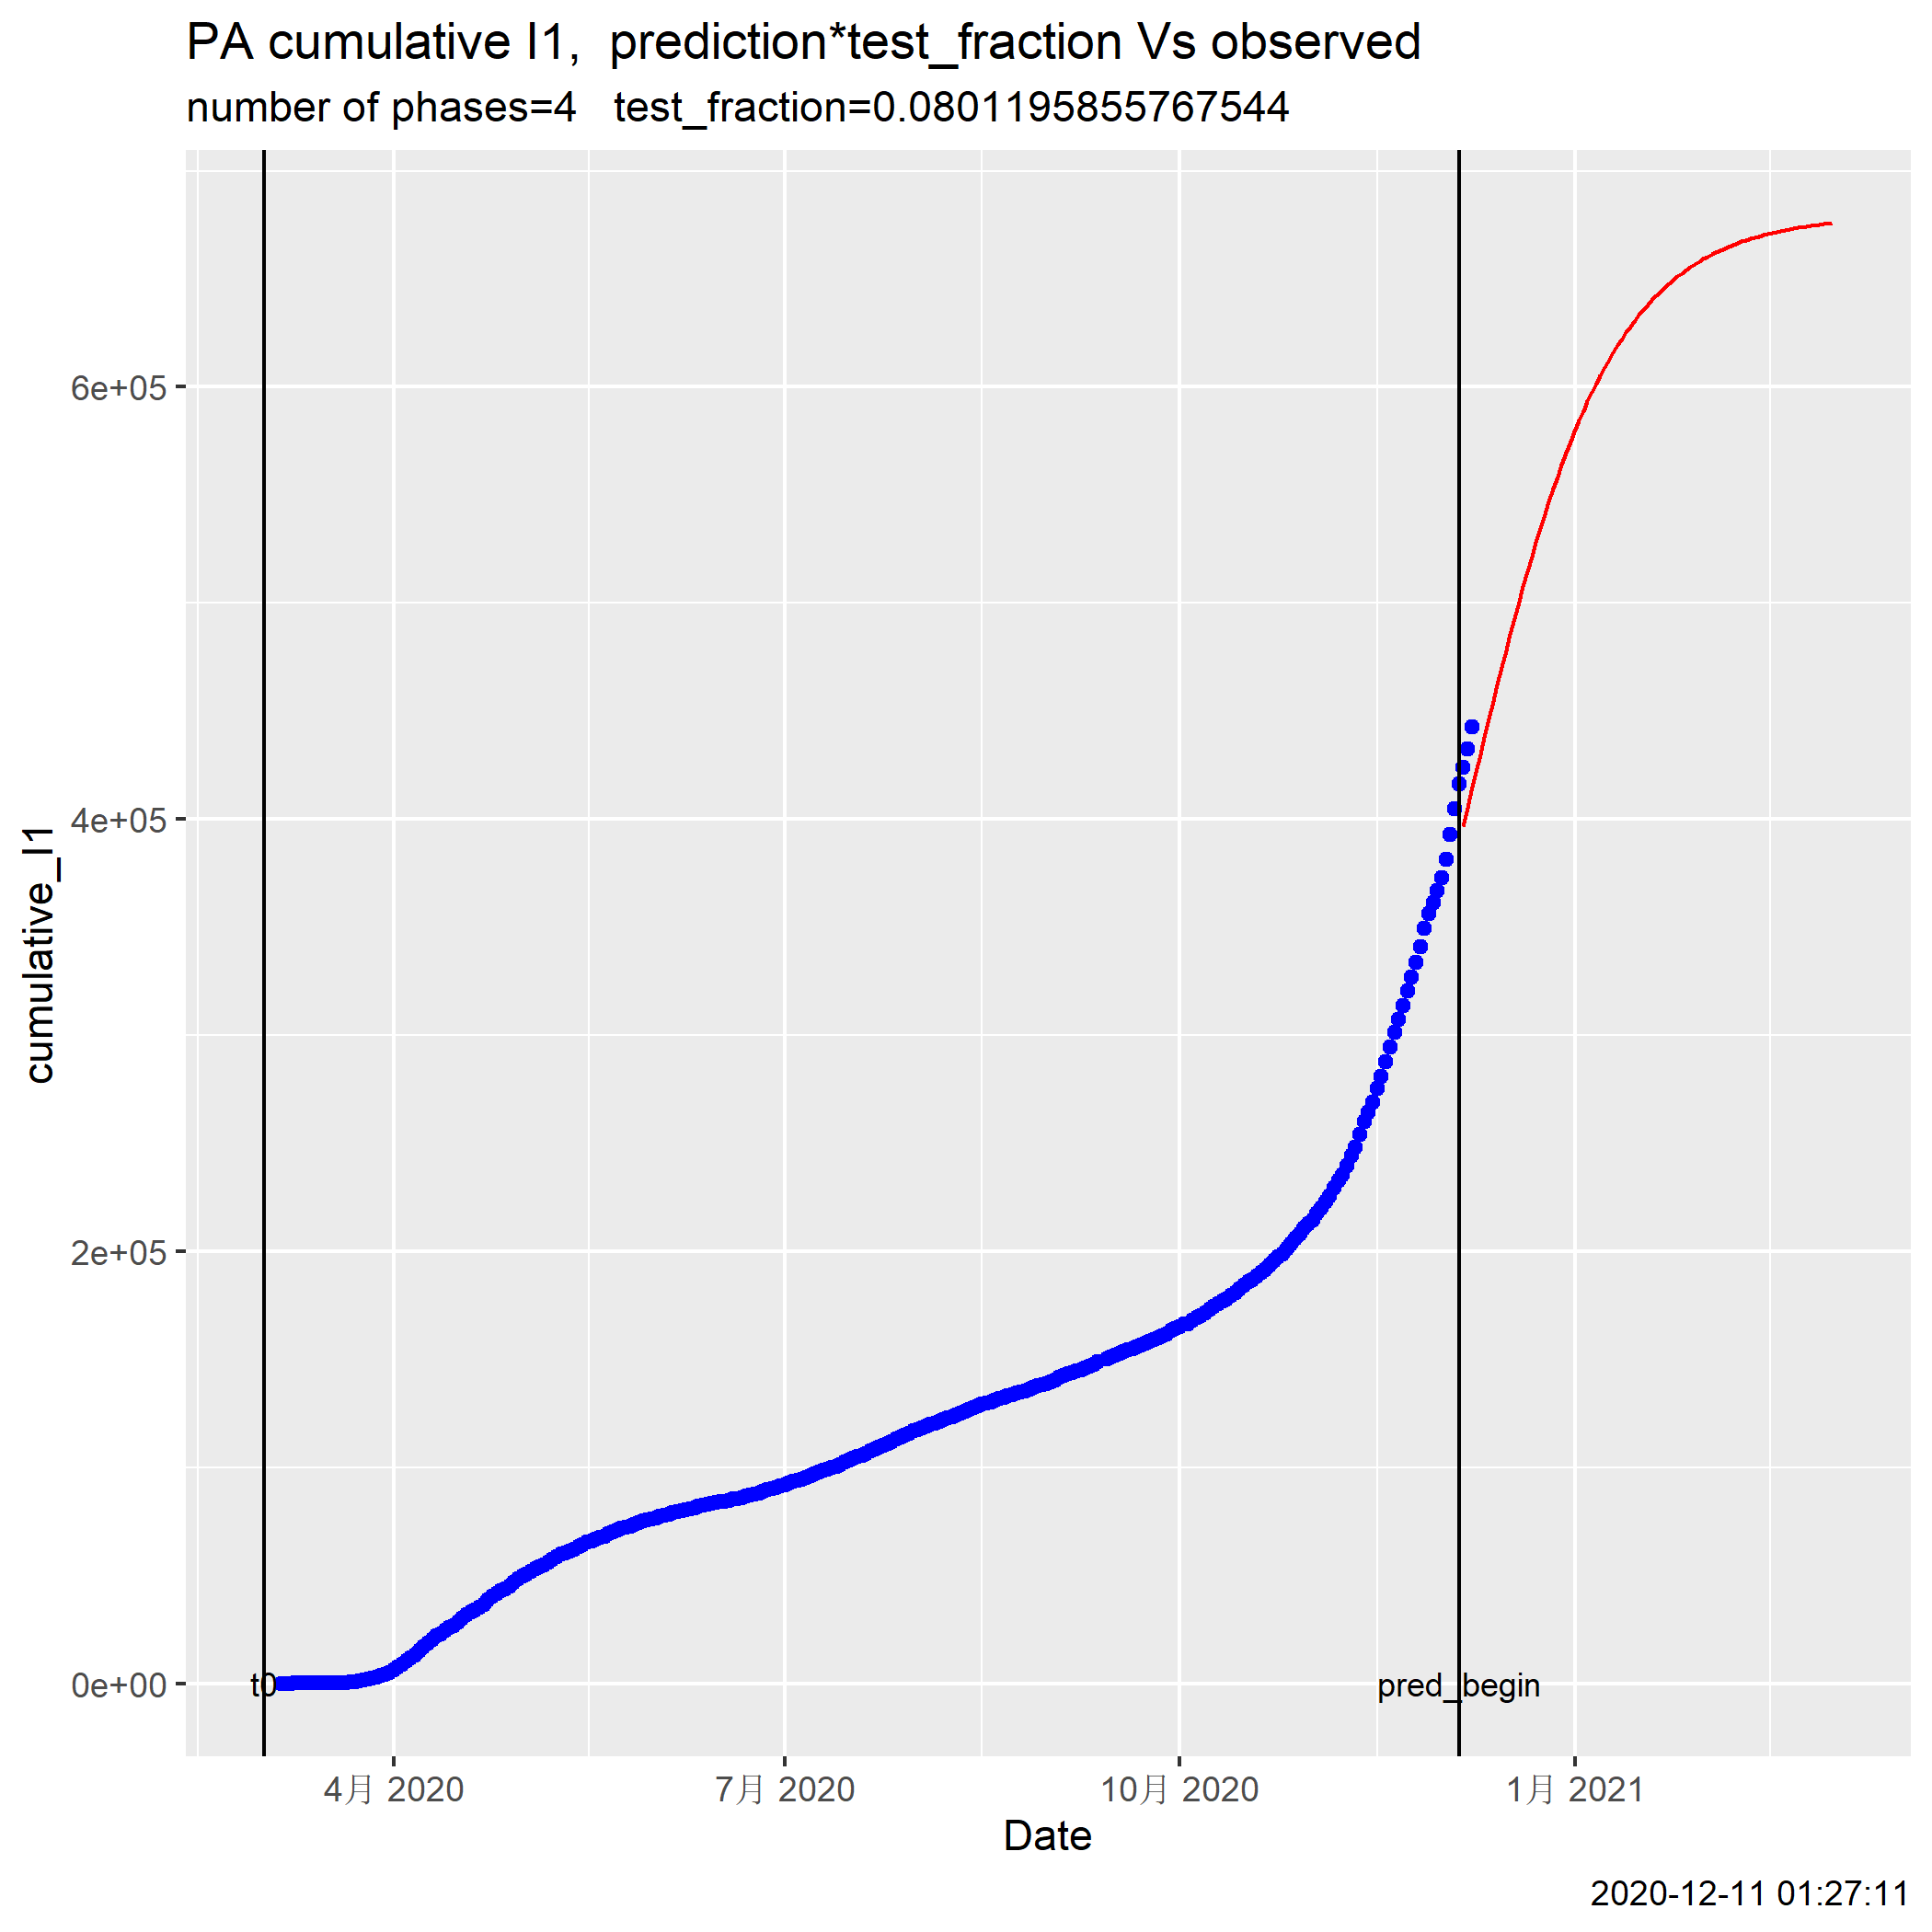 PA cumulative I1,  prediction*test_fraction Vs observed
number of phases=4   test_fraction=0.0801195855767544
cumulative_I1
6e+05
4e+05
2e+05
0e+00
t0
pred_begin
4月 2020
7月 2020
10月 2020
1月 2021
Date
2020-12-11 01:27:11